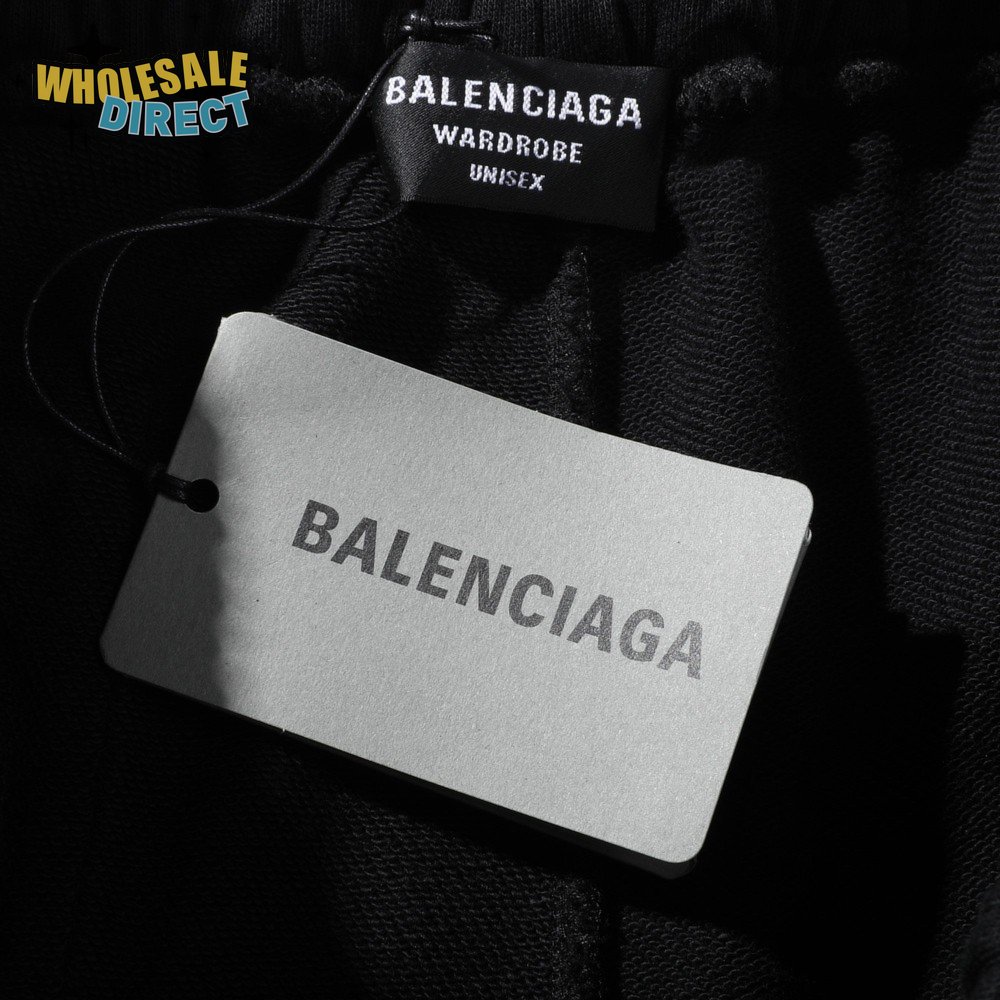 WHOLESALE
DIRECT
BALENCIAGA
WARDROBE
UNISEX
BALENCIAGA